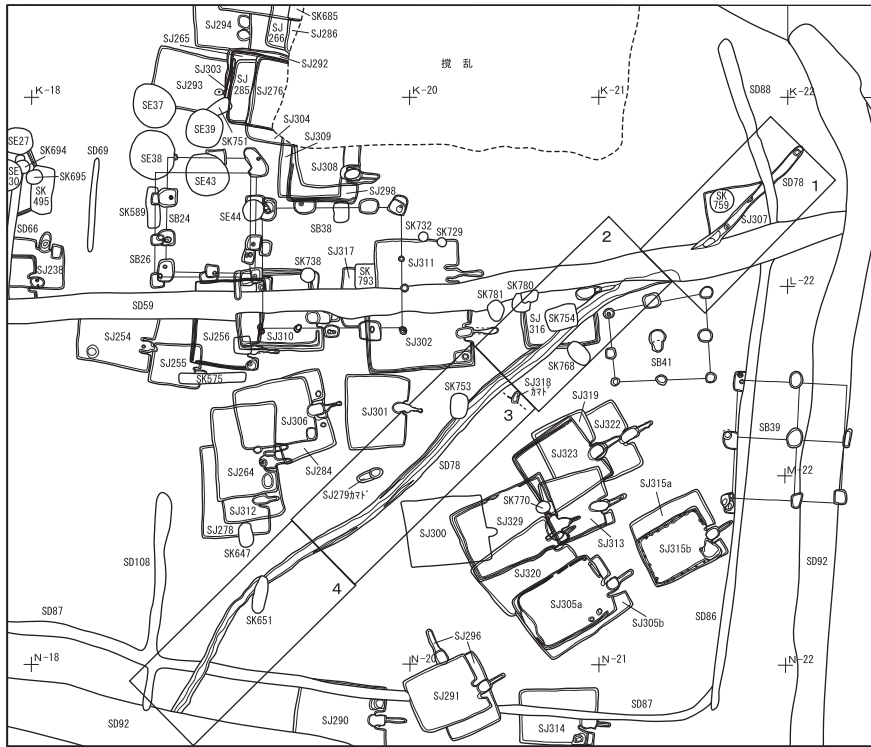 SK685
SJ294
SJ
266
SJ286
SJ265
SJ292
SJ303
SJ
285
SJ276
SJ293
撹乱
K-18
K-20
K-21
K-22
SD88
SE37
SE39
SK751
SJ304
SJ309
SE27
SK694
SD69
SE38
SE43
SJ308
SE
30
SK695
SK
495
SJ298
SD78
1
SK
759
SJ307
SK589
SB24
SE44
SB38
SK732
SK729
2
SD66
SB26
SJ317
SJ311
SJ238
SK738
SK
793
L-22
SD59
SK780
SK781
SJ
316
SK754
SJ254
SJ256
SJ310
SJ302
SB41
SJ255
SK768
SK575
SJ318
カマド
SJ319
3
SK753
SJ301
SJ306
SJ322
SB39
SJ323
SD78
SJ264
SJ284
M-22
SJ279カマド
SK770
SJ315a
SJ312
SJ300
SJ329
SJ313
SJ278
SK647
SJ315b
SD108
SJ320
SD92
4
SJ305a
SK651
SJ305b
SD86
SD87
SJ296
N-18
N-20
N-21
N-22
SJ291
SD87
SD92
SJ290
SJ314